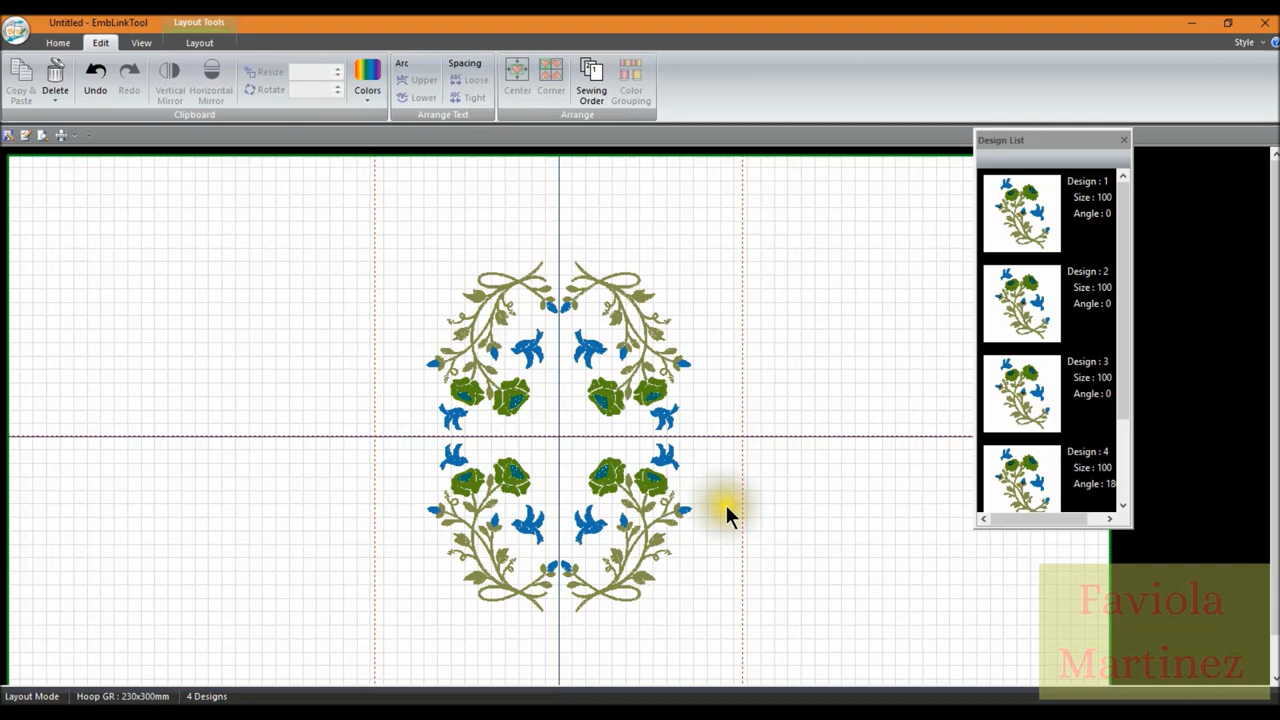 Untitled - EmbLinkTool
Layout Tools
Home
Edit
View
Layout
Style
Copy & Paste
Delete
Undo
Redo
Vertical Mirror
Horizontal Mirror
Resize
Rotate
Colors
Clipboard
Arc
Upper
Lower
Spacing
Loose
Tight
Arrange Text
Center
Corner
Sewing Order
Color Grouping
Arrange
Design List
Design : 1
Size : 100
Angle : 0
Design : 2
Size : 100
Angle : 0
Design : 3
Size : 100
Angle : 0
Design : 4
Size : 100
Angle : 18
Faviola
Martinez
Layout Mode
Hoop GR : 230x300mm
4 Designs